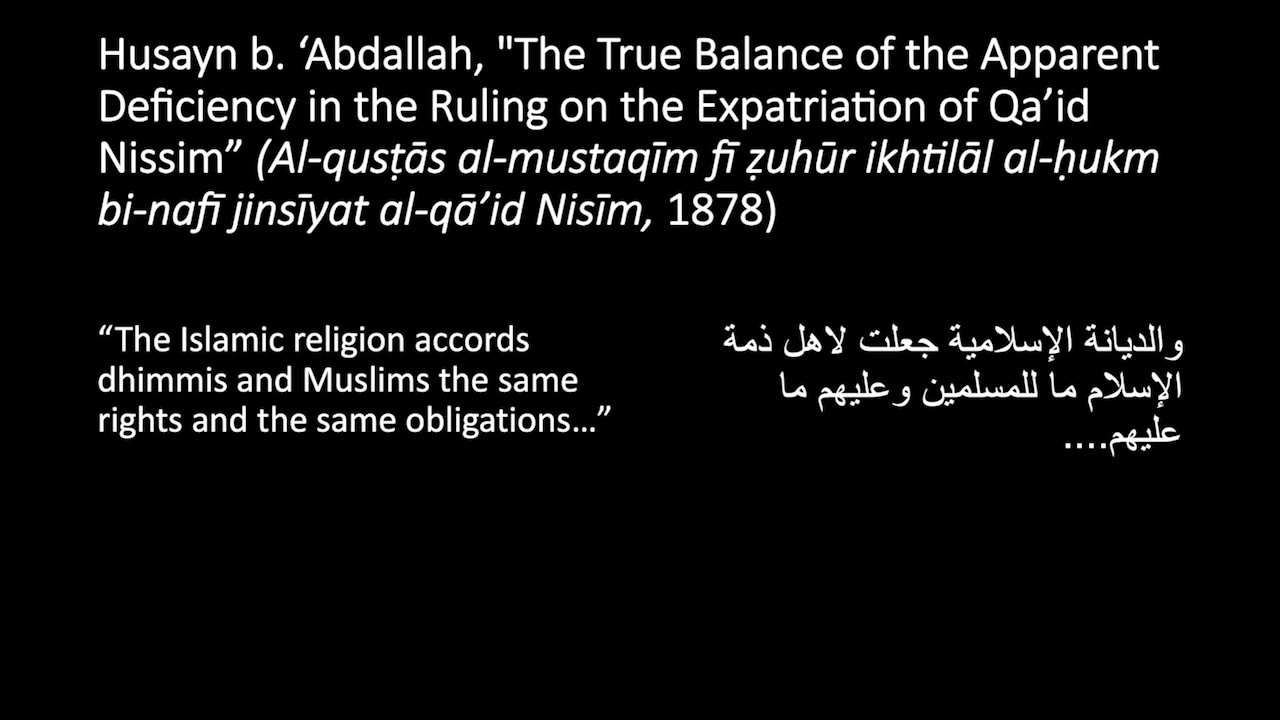 Husayn b. ‘Abdallah, "The True Balance of the Apparent
Deficiency in the Ruling on the Expatriation of Qa’id
Nissim” (Al-qusṭās al-mustaqīm fī ẓuhūr ikhtilāl al-ḥukm
bi-nafī jinsīyat al-qā’id Nisīm, 1878)
“The Islamic religion accords
dhimmis and Muslims the same
rights and the same obligations…”
والديانة الإسلامية جعلت لاهل ذمة
الإسلام ما للمسلمين وعليهم ما
عليهم....